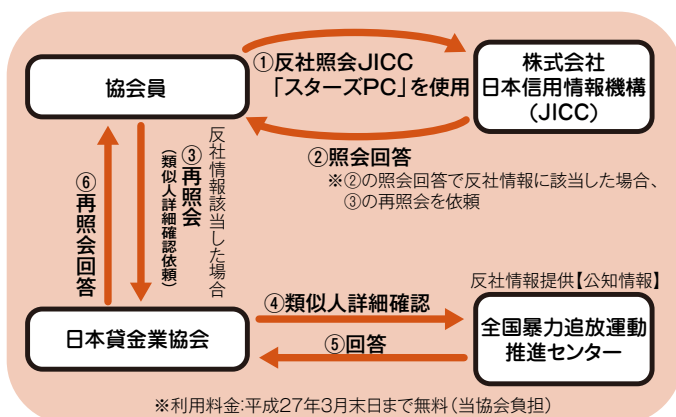 協会員
①反社照会JICC
「スターズPC」を使用
株式会社
日本信用情報機構
(JICC)
②照会回答
※②の照会回答で反社情報に該当した場合、
③の再照会を依頼
反社情報該当した場合
③再照会
(類似人詳細確認依頼)
⑥再照会回答
反社情報提供【公知情報】
日本貸金業協会
④類似人詳細確認
⑤回答
全国暴力追放運動
推進センター
※利用料金:平成27年3月末日まで無料(当協会負担)